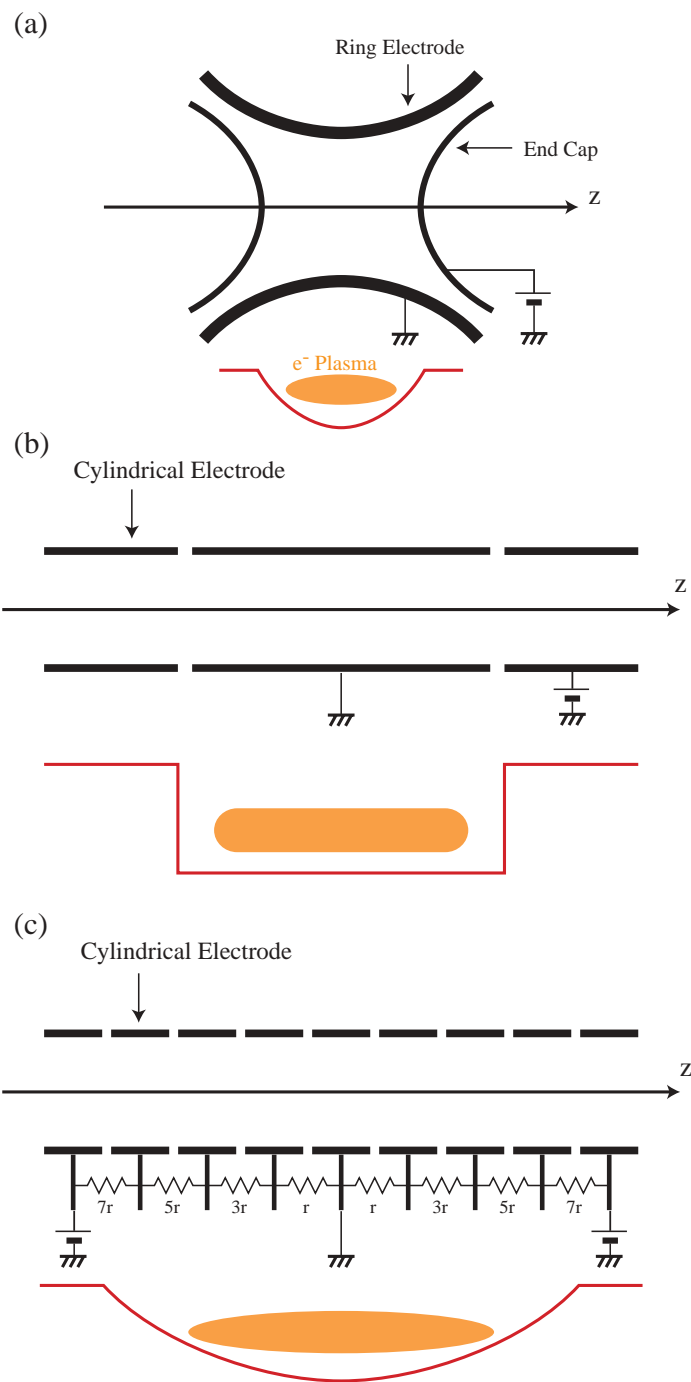 (a)
Ring Electrode
End Cap
z
e⁻ Plasma
(b)
Cylindrical Electrode
z
(c)
Cylindrical Electrode
z
7r 5r 3r r r 3r 5r 7r